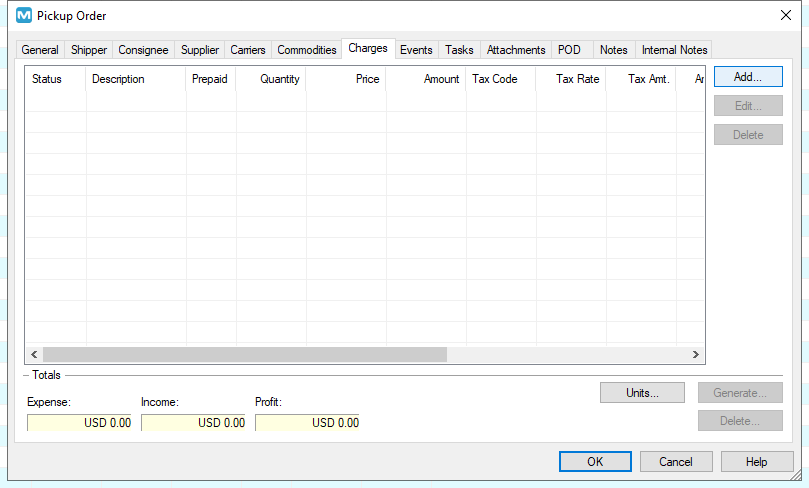 Pickup Order
General Shipper Consignee Supplier Carriers Commodities Charges Events Tasks Attachments POD Notes Internal Notes
Status Description Prepaid Quantity Price Amount Tax Code Tax Rate Tax Amt. Ar
Add...
Edit...
Delete
Totals
Expense: Income: Profit:
USD 0.00 USD 0.00 USD 0.00
Units... Generate...
Delete...
OK Cancel Help